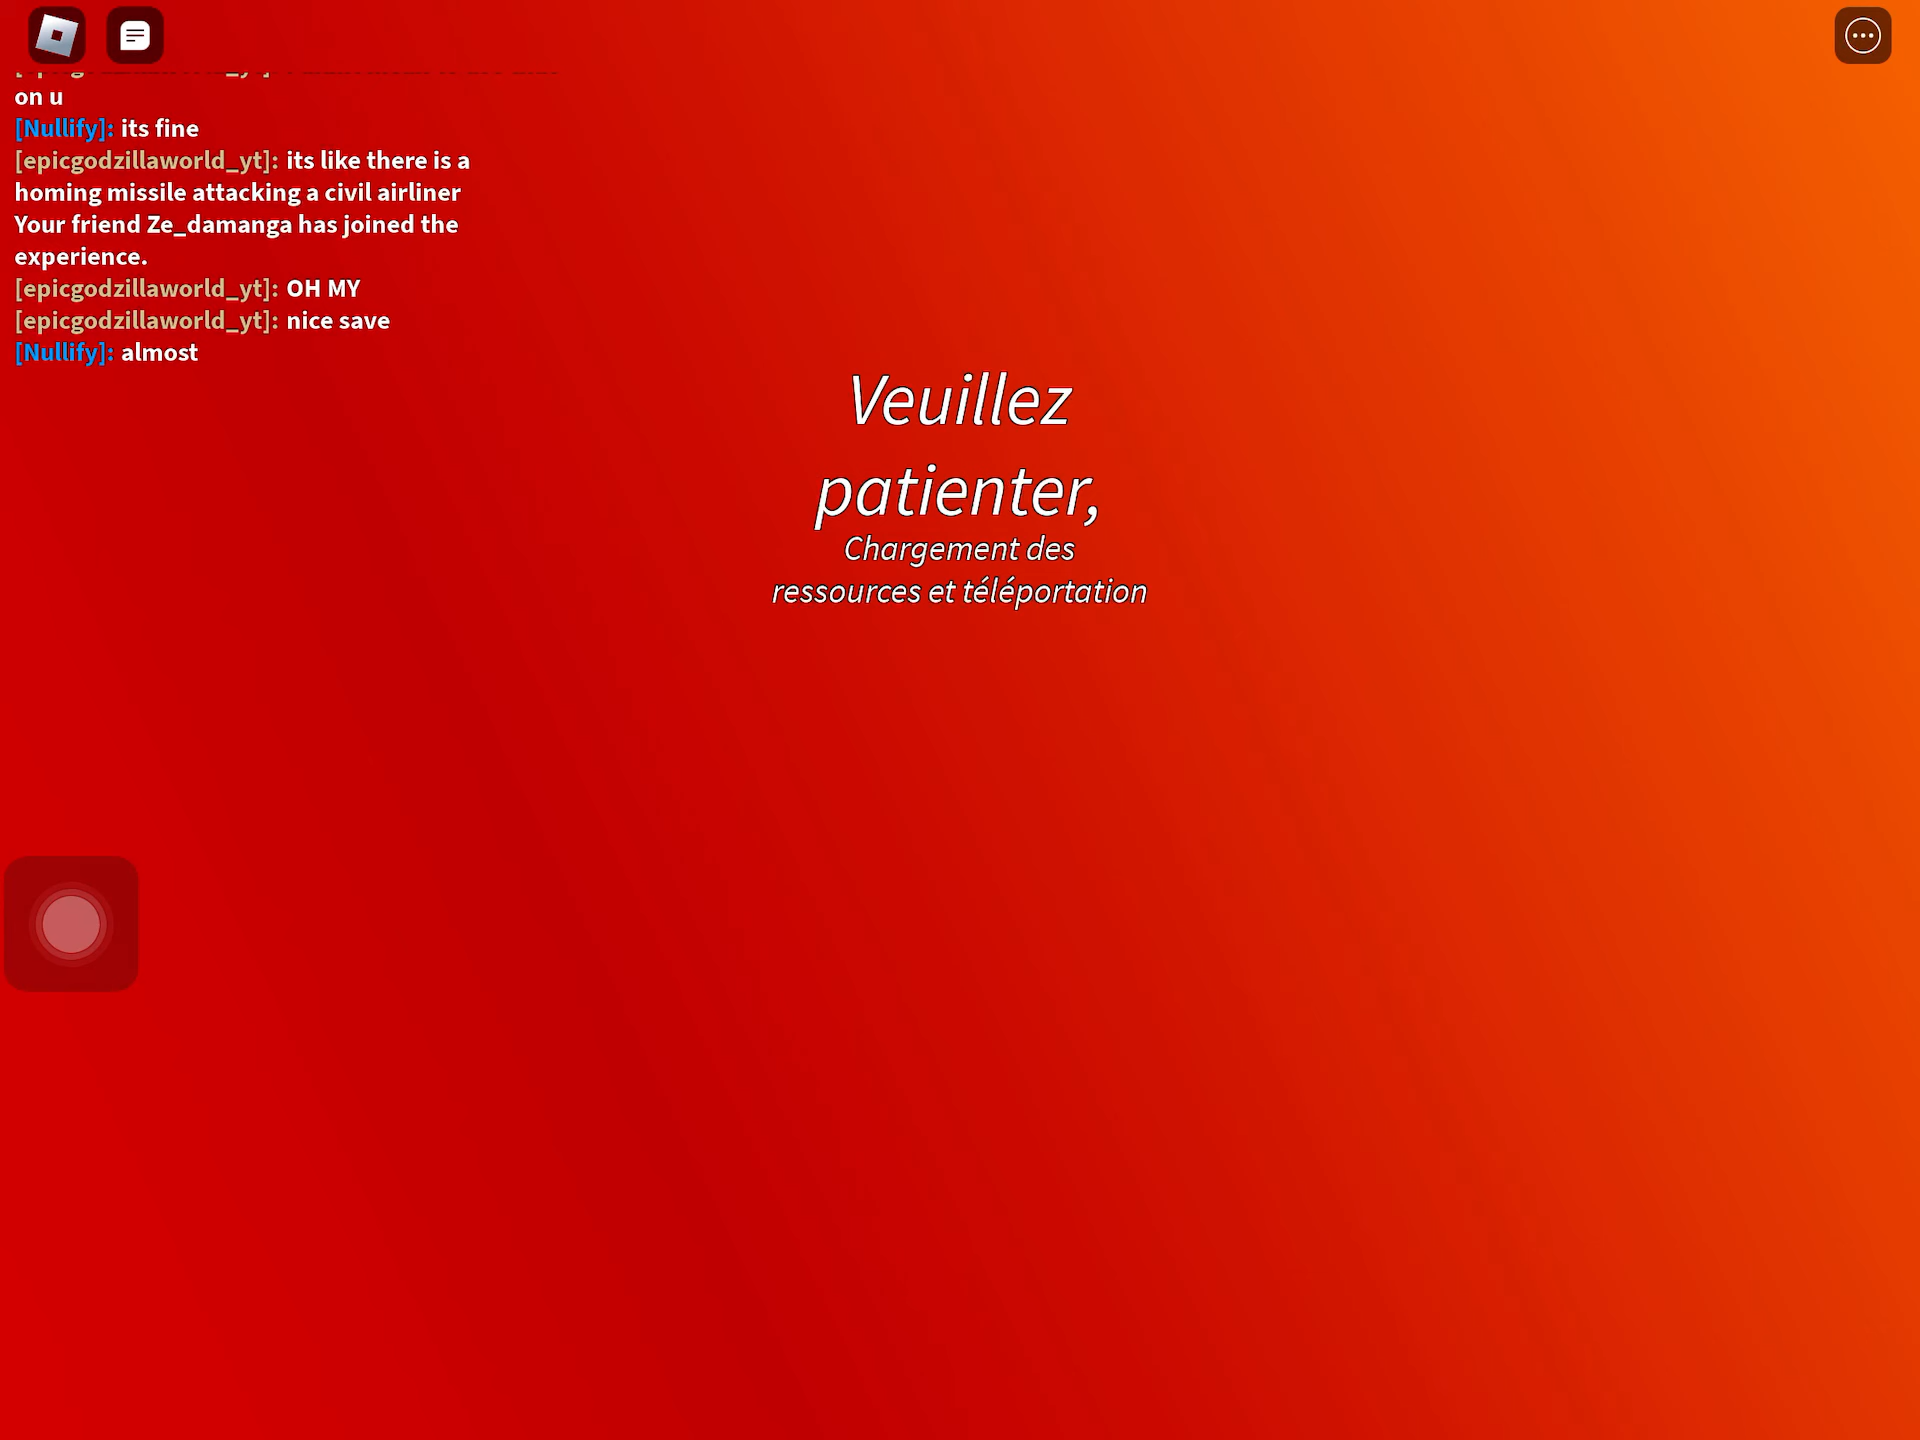 on u
[Nullify]: its fine
[epicgodzillaworld_yt]: its like there is a
homing missile attacking a civil airliner
Your friend Ze_damanga has joined the
experience.
[epicgodzillaworld_yt]: OH MY
[epicgodzillaworld_yt]: nice save
[Nullify]: almost
Veuillez
patienter,
Chargement des
ressources et téléportation